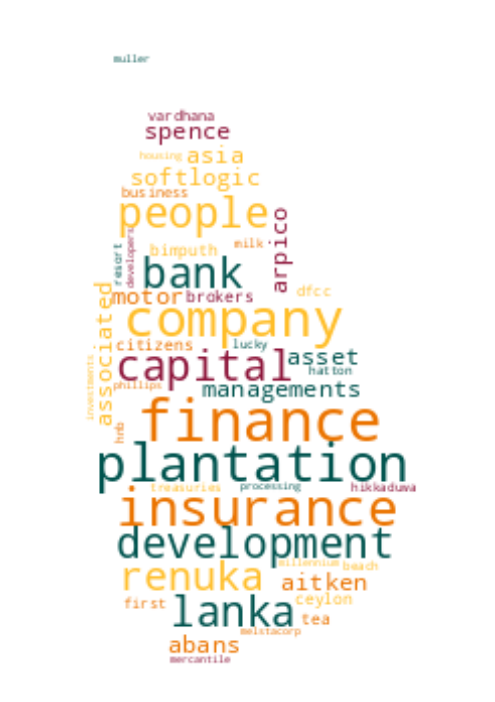 muller
vardhana
spence
housing asia
softlogic
business
people
arpico
developers
resort
bimputh milk
bank
motor brokers dfcc
associated
company
citizens lucky
capital asset
hatton
phillips managements
investments
hnb
finance
plantation
treasuries processing hikkaduwa
insurance
development
millennium beach
renuka aitken
first ceylon
lanka tea
melstacorp
abans
mercantile